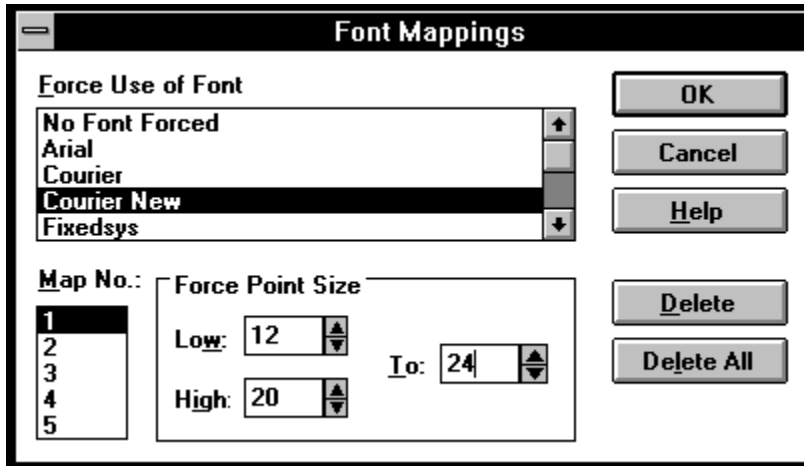 Font Mappings
Force Use of Font
No Font Forced
Arial
Courier
Courier New
Fixedsys
OK
Cancel
Help
Map No.:
1
2
3
4
5
Force Point Size
Low: 12
High: 20
To: 24
Delete
Delete All